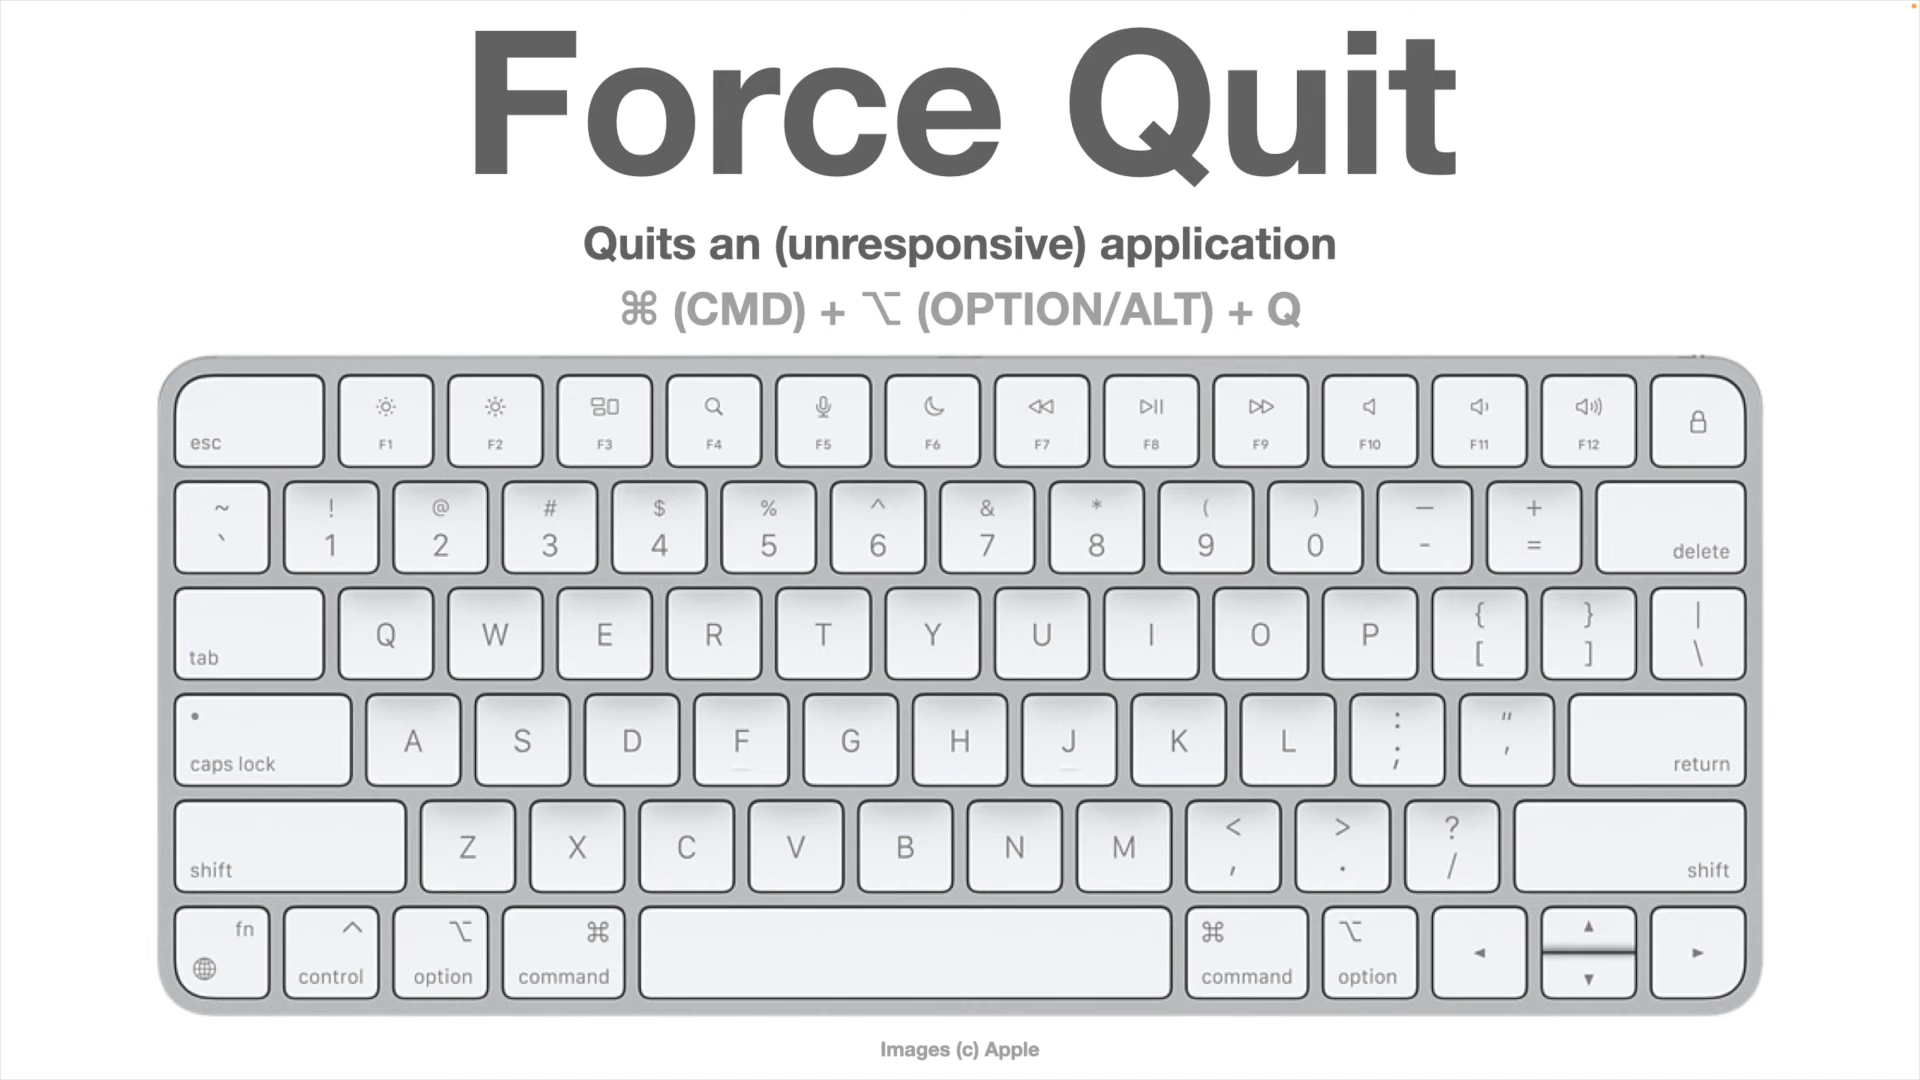 Force Quit
Quits an (unresponsive) application
⌘ (CMD) + ⌥ (OPTION/ALT) + Q
esc F1 F2 F3 F4 F5 F6 F7 F8 F9 F10 F11 F12
~ ! @ # $ % ^ & * ( ) — +
` 1 2 3 4 5 6 7 8 9 0 - = delete
tab Q W E R T Y U I O P { [ } ] | \
caps lock A S D F G H J K L : ; " ' return
shift Z X C V B N M < , > . ? / shift
fn ^ control ⌥ option ⌘ command ⌘ command ⌥ option ◀ ▲ ▼ ▶
Images (c) Apple